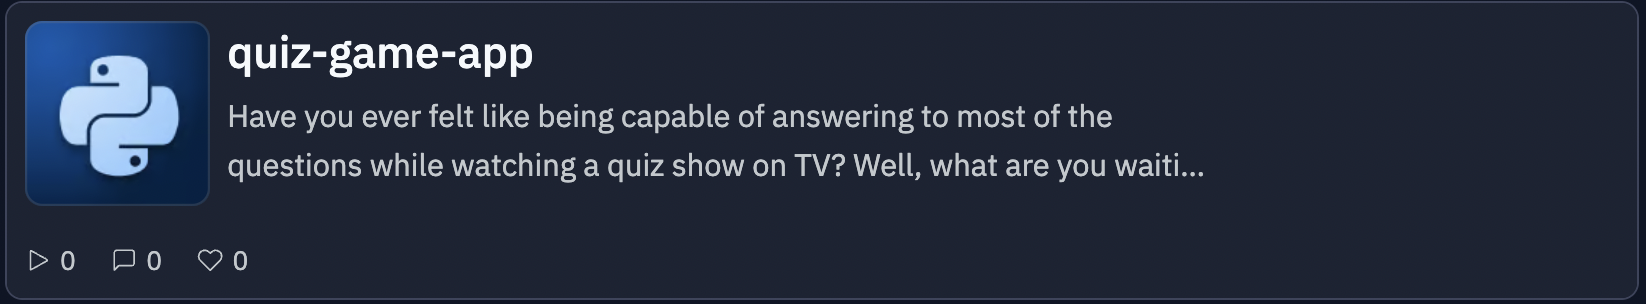 quiz-game-app
Have you ever felt like being capable of answering to most of the
questions while watching a quiz show on TV? Well, what are you waiti...
0 0 0